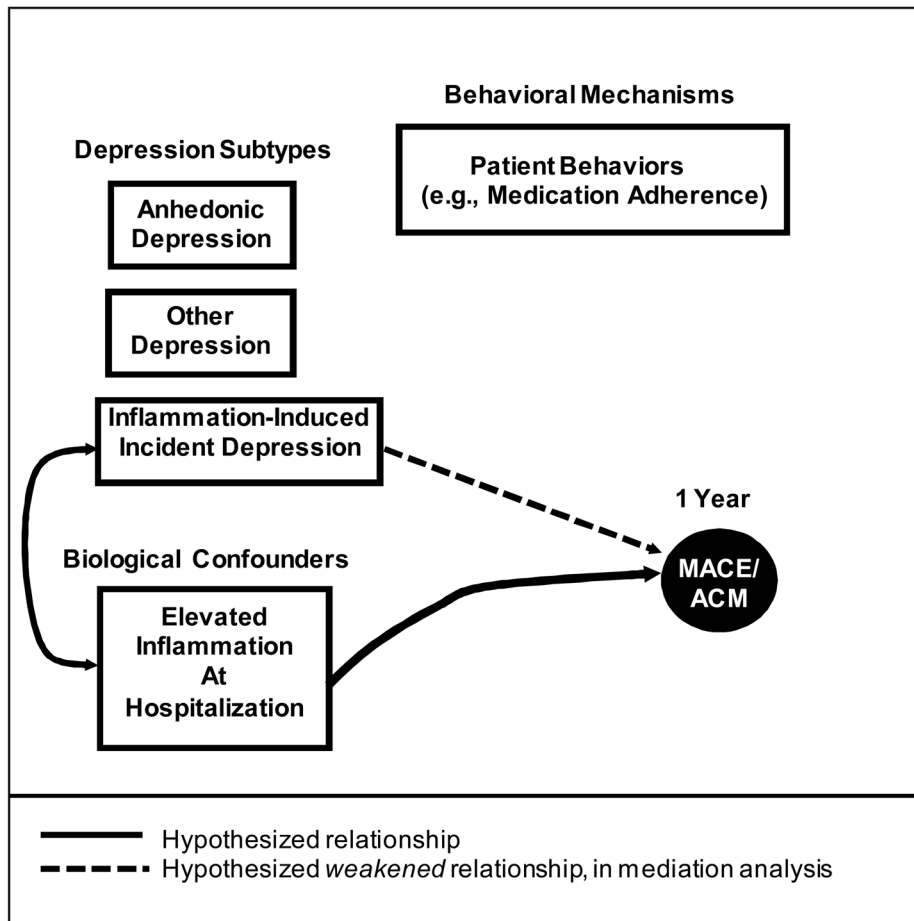 Behavioral Mechanisms
Patient Behaviors
(e.g., Medication Adherence)
Depression Subtypes
Anhedonic
Depression
Other
Depression
Inflammation-Induced
Incident Depression
1 Year
MACE/
ACM
Biological Confounders
Elevated
Inflammation
At
Hospitalization
Hypothesized relationship
Hypothesized weakened relationship, in mediation analysis